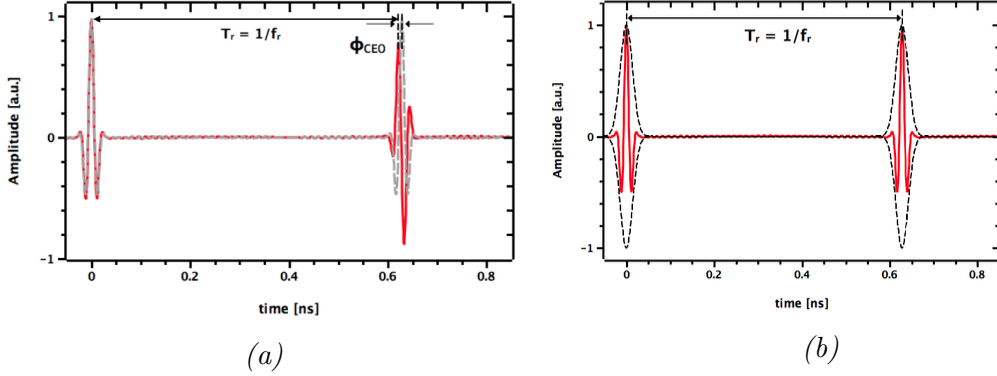 1
0
-1
Amplitude [a.u.]
T_r = 1/f_r
ϕ_CEO
0
0.2
0.4
0.6
0.8
time [ns]
(a)
1
0
-1
Amplitude [a.u.]
T_r = 1/f_r
0
0.2
0.4
0.6
0.8
time [ns]
(b)